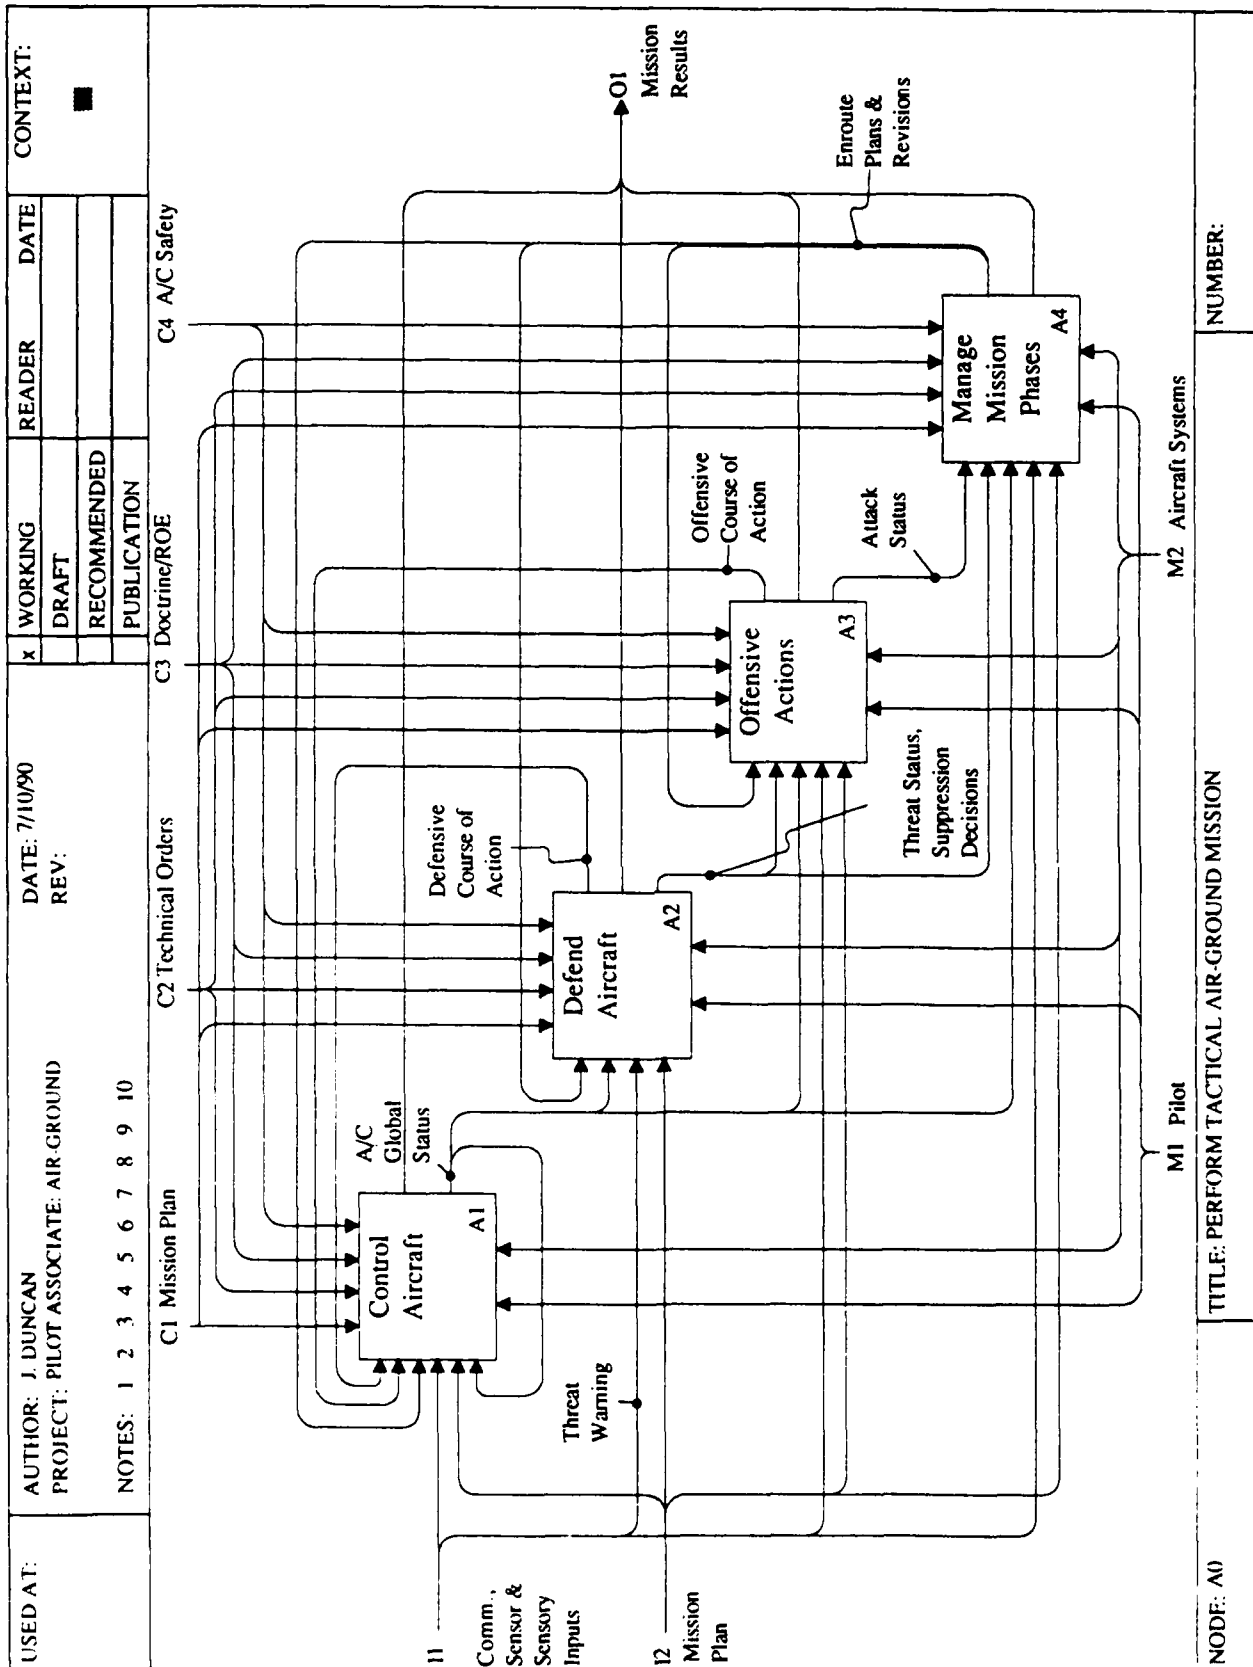 USED AT:
AUTHOR: J. DUNCAN
PROJECT: PILOT ASSOCIATE: AIR-GROUND
DATE: 7/10/90
REV:
NOTES: 1 2 3 4 5 6 7 8 9 10
x WORKING
DRAFT
RECOMMENDED
PUBLICATION
READER DATE
CONTEXT:
C1 Mission Plan
C2 Technical Orders
C3 Doctrine/ROE
C4 A/C Safety
Control
Aircraft
A1
A/C
Global
Status
Defensive
Course of
Action
Defend
Aircraft
A2
Offensive
Course of
Action
Offensive
Actions
A3
Attack
Status
Threat Status,
Suppression
Decisions
Manage
Mission
Phases
A4
Enroute
Plans &
Revisions
O1
Mission
Results
Threat
Warning
I1
Comm.,
Sensor &
Sensory
Inputs
I2
Mission
Plan
M1 Pilot
M2 Aircraft Systems
NODE: A0
TITLE: PERFORM TACTICAL AIR-GROUND MISSION
NUMBER: